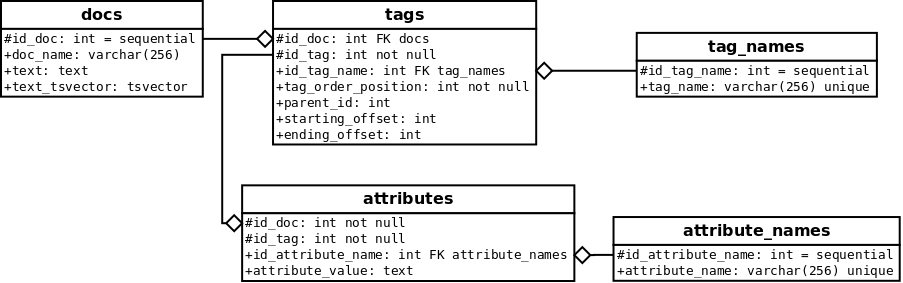 docs
#id_doc: int = sequential
+doc_name: varchar(256)
+text: text
+text_tsvector: tsvector
tags
#id_doc: int FK docs
#id_tag: int not null
+id_tag_name: int FK tag_names
+tag_order_position: int not null
+parent_id: int
+starting_offset: int
+ending_offset: int
tag_names
#id_tag_name: int = sequential
+tag_name: varchar(256) unique
attributes
#id_doc: int not null
#id_tag: int not null
+id_attribute_name: int FK attribute_names
+attribute_value: text
attribute_names
#id_attribute_name: int = sequential
+attribute_name: varchar(256) unique